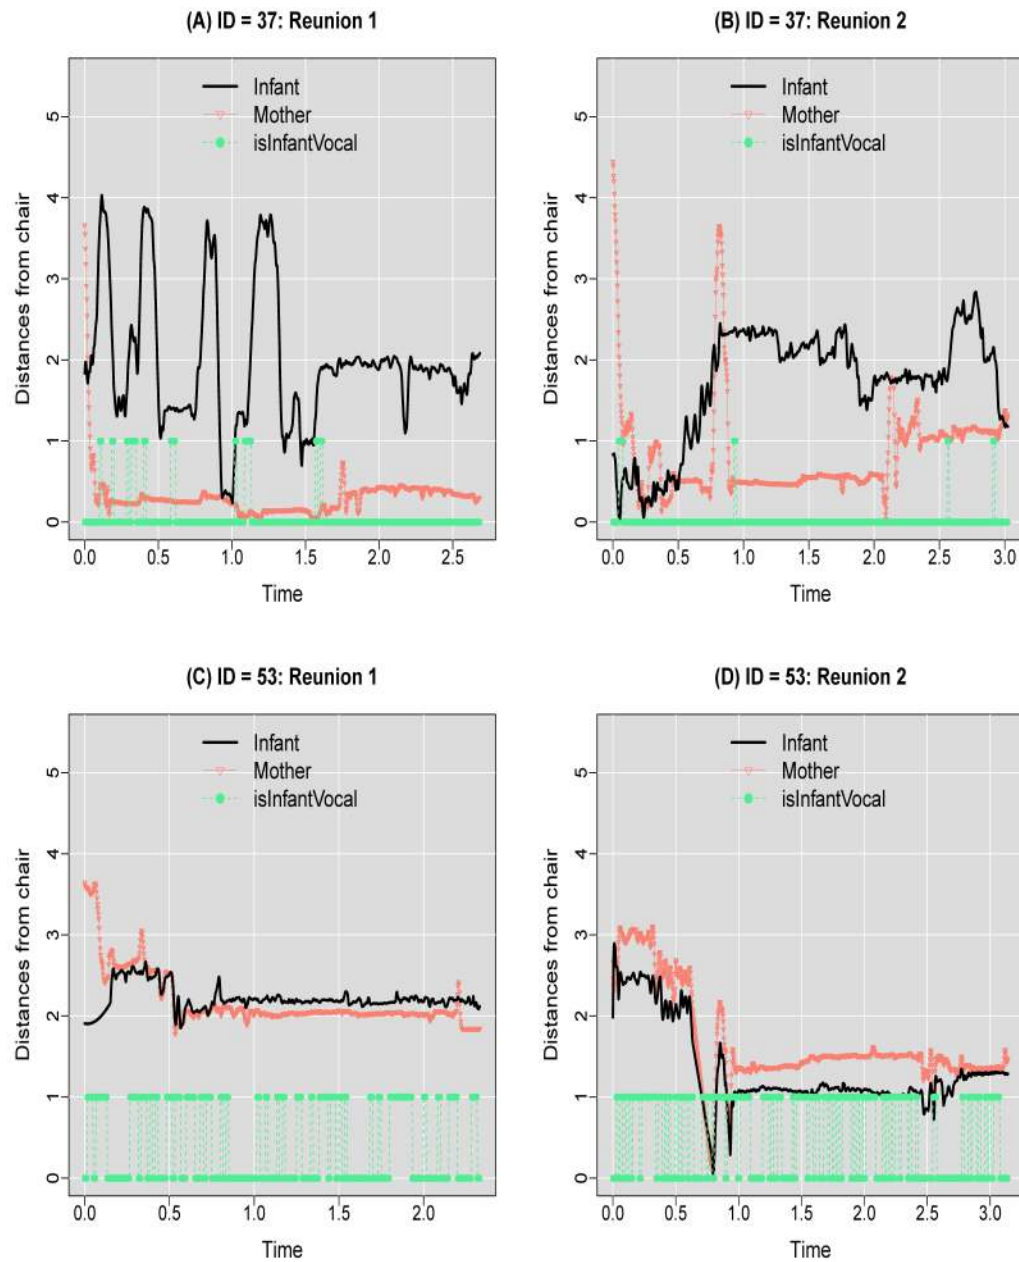 (A) ID = 37: Reunion 1
Infant
Mother
isInfantVocal
Distances from chair
0 1 2 3 4 5
0.0 0.5 1.0 1.5 2.0 2.5
Time
(B) ID = 37: Reunion 2
Infant
Mother
isInfantVocal
Distances from chair
0 1 2 3 4 5
0.0 0.5 1.0 1.5 2.0 2.5 3.0
Time
(C) ID = 53: Reunion 1
Infant
Mother
isInfantVocal
Distances from chair
0 1 2 3 4 5
0.0 0.5 1.0 1.5 2.0
Time
(D) ID = 53: Reunion 2
Infant
Mother
isInfantVocal
Distances from chair
0 1 2 3 4 5
0.0 0.5 1.0 1.5 2.0 2.5 3.0
Time